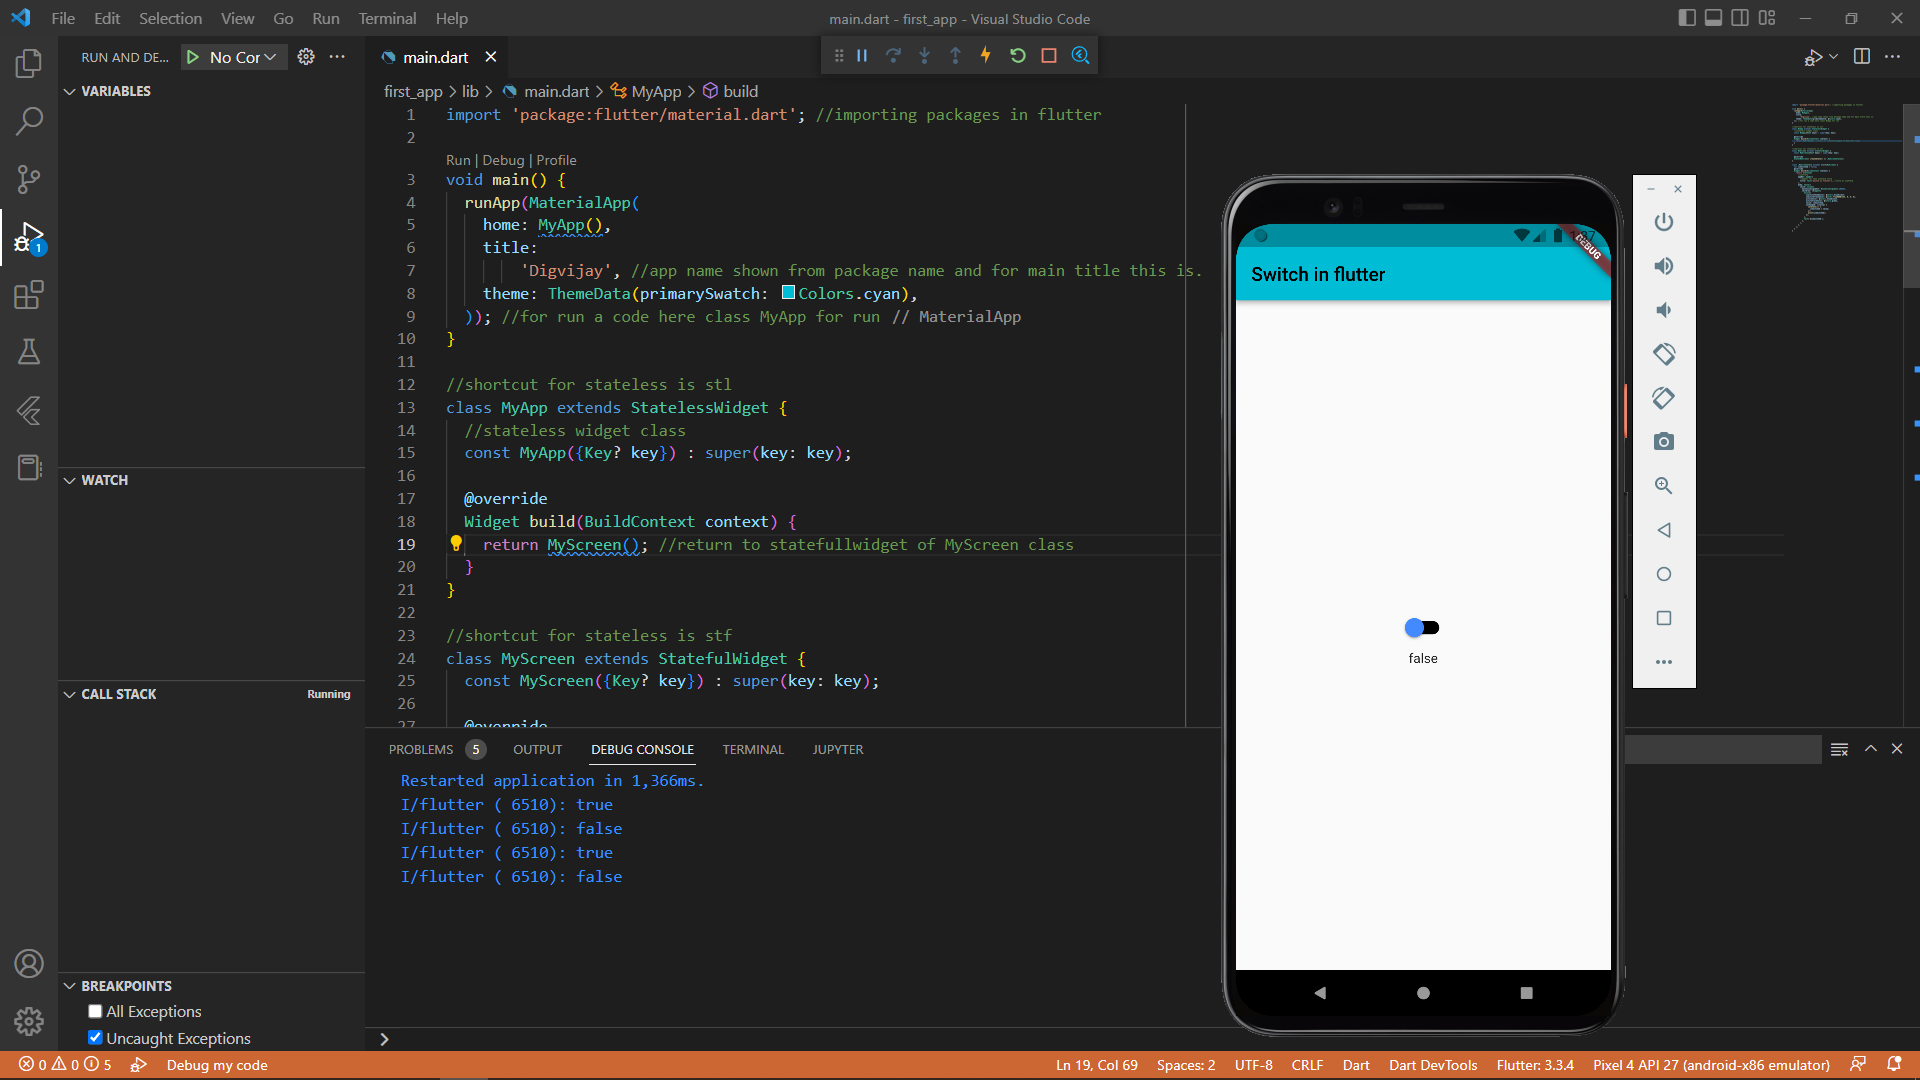 File Edit Selection View Go Run Terminal Help
main.dart - first_app - Visual Studio Code
RUN AND DE... No Cor
main.dart
first_app > lib > main.dart > MyApp > build
VARIABLES
WATCH
CALL STACK Running
BREAKPOINTS
All Exceptions
Uncaught Exceptions
1
1 import 'package:flutter/material.dart'; //importing packages in flutter
2
Run | Debug | Profile
3 void main() {
4 runApp(MaterialApp(
5 home: MyApp(),
6 title:
7 'Digvijay', //app name shown from package name and for main title this is.
8 theme: ThemeData(primarySwatch: Colors.cyan),
9 )); //for run a code here class MyApp for run // MaterialApp
10 }
11
12 //shortcut for stateless is stl
13 class MyApp extends StatelessWidget {
14 //stateless widget class
15 const MyApp({Key? key}) : super(key: key);
16
17 @override
18 Widget build(BuildContext context) {
19 return MyScreen(); //return to statefullwidget of MyScreen class
20 }
21 }
22
23 //shortcut for stateless is stf
24 class MyScreen extends StatefulWidget {
25 const MyScreen({Key? key}) : super(key: key);
26
27 @override
PROBLEMS 5 OUTPUT DEBUG CONSOLE TERMINAL JUPYTER
Restarted application in 1,366ms.
I/flutter ( 6510): true
I/flutter ( 6510): false
I/flutter ( 6510): true
I/flutter ( 6510): false
>
DEBUG
Switch in flutter
false
0 0 5 Debug my code
Ln 19, Col 69 Spaces: 2 UTF-8 CRLF Dart Dart DevTools Flutter: 3.3.4 Pixel 4 API 27 (android-x86 emulator)